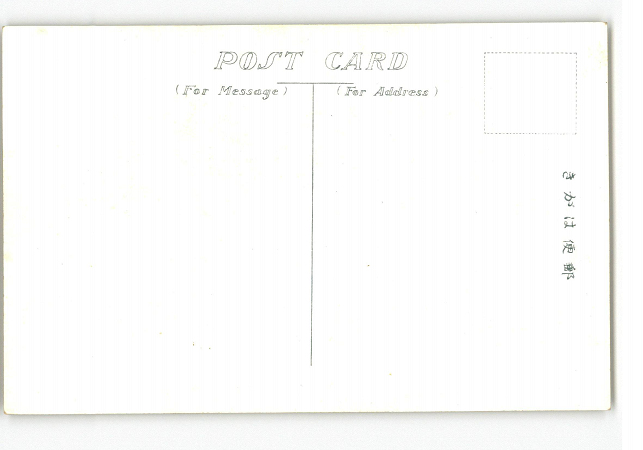 POST CARD
(For Message)
(For Address)
郵便はがき